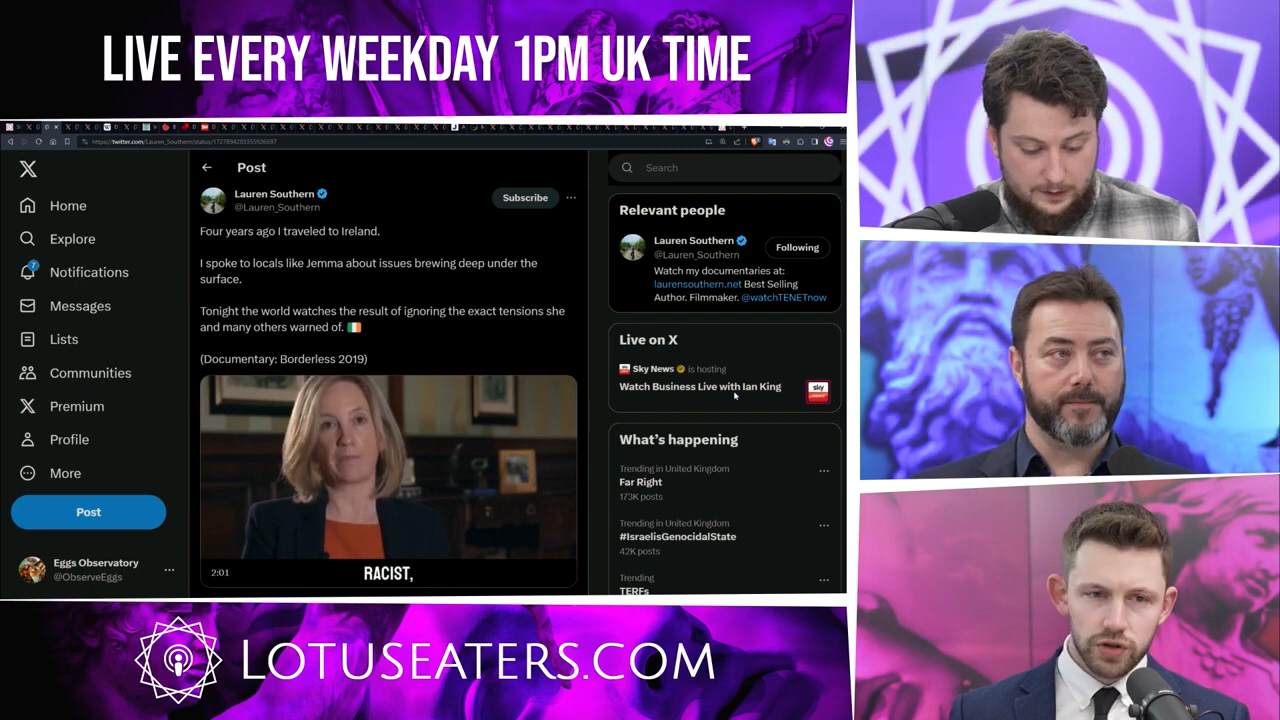 LIVE EVERY WEEKDAY 1PM UK TIME
Post
Lauren Southern
@Lauren_Southern
Subscribe
Four years ago I traveled to Ireland.
I spoke to locals like Jemma about issues brewing deep under the
surface.
Tonight the world watches the result of ignoring the exact tensions she
and many others warned of. 🇮🇪
(Documentary: Borderless 2019)
RACIST,
2:01
Home
Explore
7
Notifications
Messages
Lists
Communities
Premium
Profile
More
Post
Eggs Observatory
@ObserveEggs
Search
Relevant people
Lauren Southern
@Lauren_Southern
Following
Watch my documentaries at:
laurensouthern.net Best Selling
Author. Filmmaker. @watchTENETnow
Live on X
Sky News is hosting
Watch Business Live with Ian King
sky
What's happening
Trending in United Kingdom
Far Right
173K posts
Trending in United Kingdom
#IsraelisGenocidalState
42K posts
Trending
TERFs
LOTUSEATERS.COM